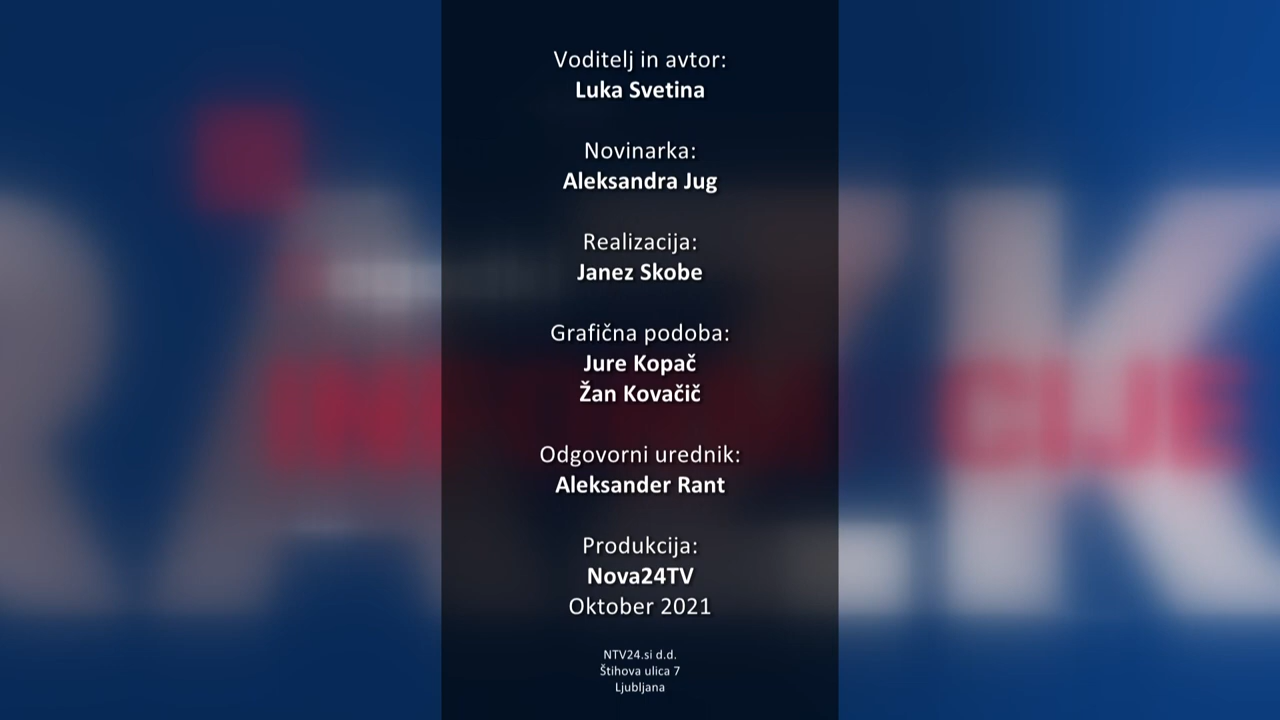 Voditelj in avtor:
Luka Svetina
Novinarka:
Aleksandra Jug
Realizacija:
Janez Skobe
Grafična podoba:
Jure Kopač
Žan Kovačič
Odgovorni urednik:
Aleksander Rant
Produkcija:
Nova24TV
Oktober 2021
NTV24.si d.d.
Štihova ulica 7
Ljubljana